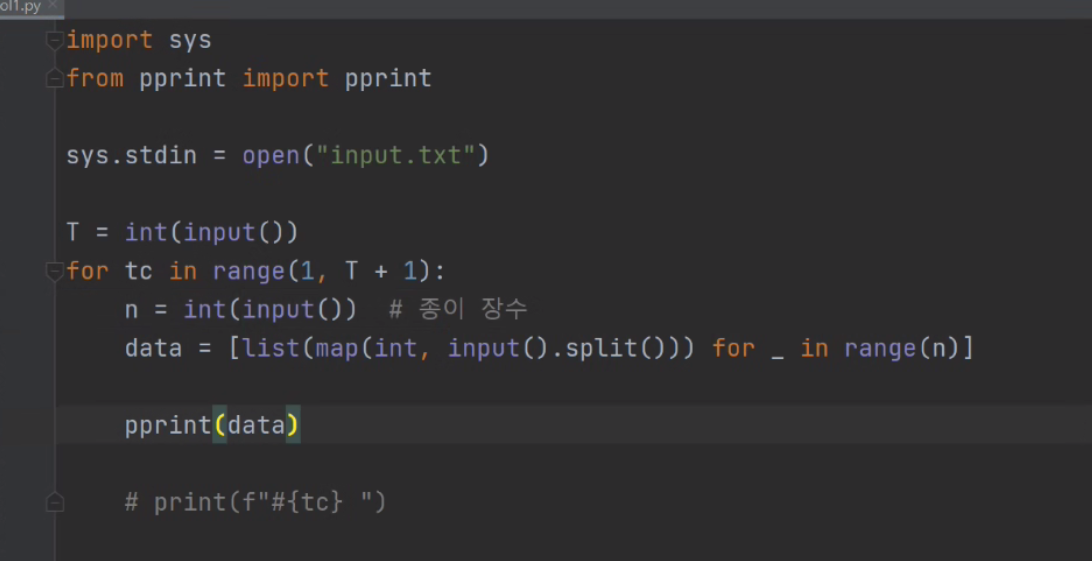 ol1.py
import sys
from pprint import pprint
sys.stdin = open("input.txt")
T = int(input())
for tc in range(1, T + 1):
    n = int(input())  # 종이 장수
    data = [list(map(int, input().split())) for _ in range(n)]
    pprint(data)
    # print(f"#{tc} ")